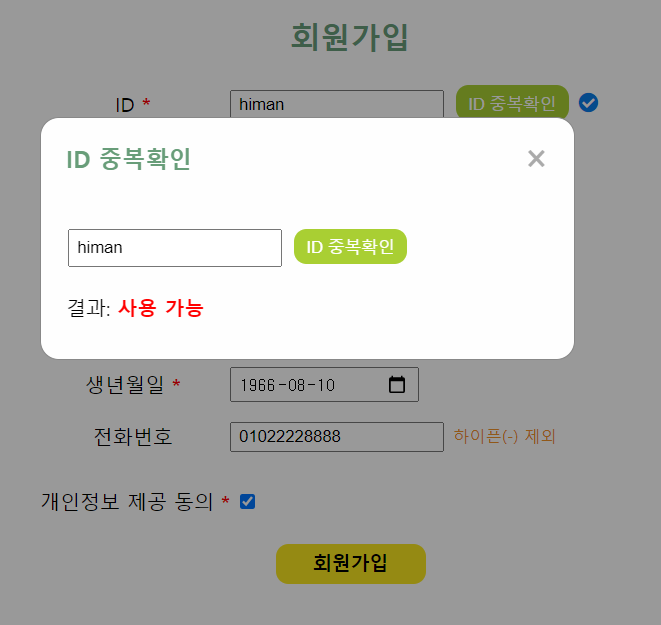 회원가입
ID * himan ID 중복확인
ID 중복확인 ×
himan ID 중복확인
결과: 사용 가능
생년월일 * 1966-08-10
전화번호 01022228888 하이픈(-) 제외
개인정보 제공 동의 *
회원가입